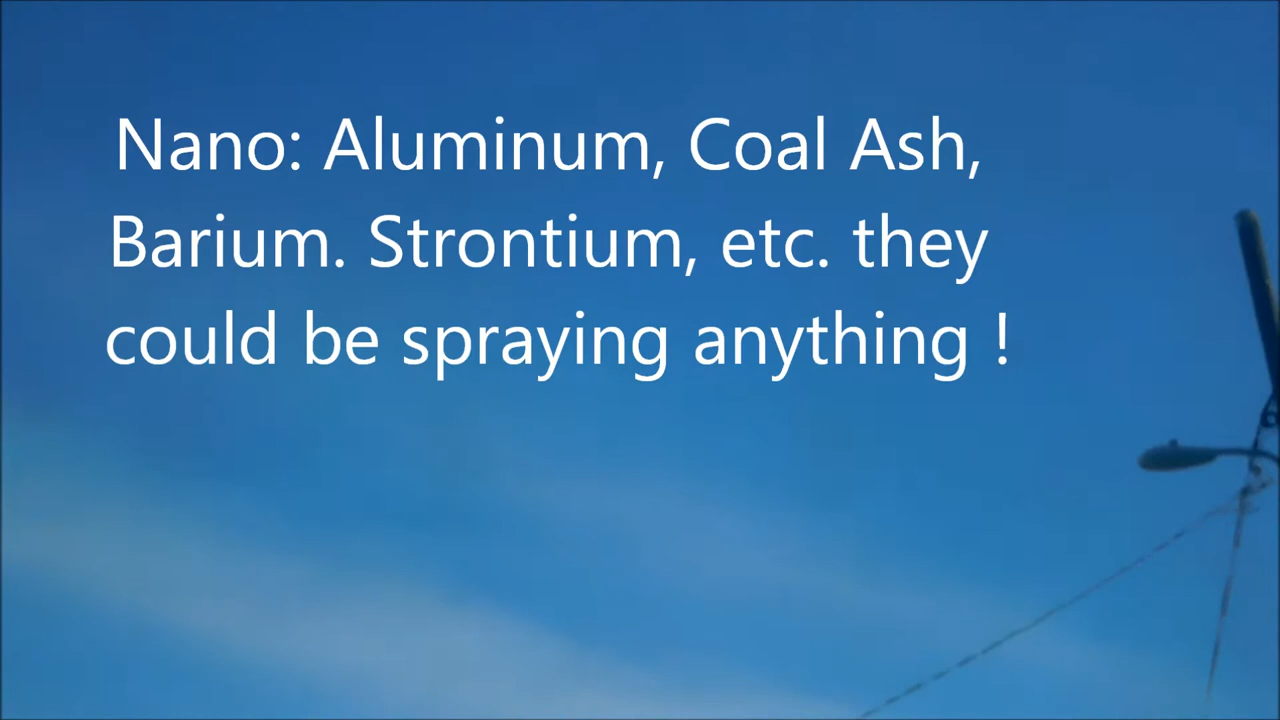 Nano: Aluminum, Coal Ash,
Barium. Strontium, etc. they
could be spraying anything !